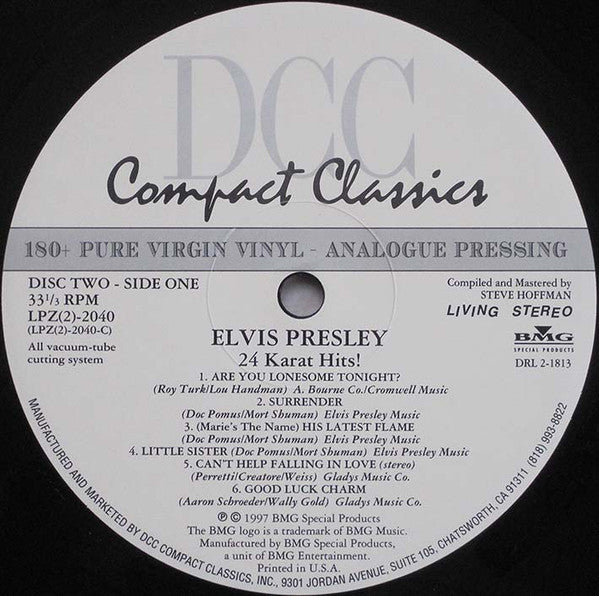 DCC
Compact Classics
180+ PURE VIRGIN VINYL - ANALOGUE PRESSING
DISC TWO - SIDE ONE
33 1/3 RPM
LPZ(2)-2040
(LPZ(2)-2040-C)
All vacuum-tube
cutting system
Compiled and Mastered by
STEVE HOFFMAN
LIVING STEREO
BMG
SPECIAL PRODUCTS
DRL 2-1813
ELVIS PRESLEY
24 Karat Hits!
1. ARE YOU LONESOME TONIGHT?
(Roy Turk/Lou Handman) A. Bourne Co./Cromwell Music
2. SURRENDER
(Doc Pomus/Mort Shuman) Elvis Presley Music
3. (Marie's The Name) HIS LATEST FLAME
(Doc Pomus/Mort Shuman) Elvis Presley Music
4. LITTLE SISTER (Doc Pomus/Mort Shuman) Elvis Presley Music
5. CAN'T HELP FALLING IN LOVE (stereo)
(Perretti/Creatore/Weiss) Gladys Music Co.
6. GOOD LUCK CHARM
(Aaron Schroeder/Wally Gold) Gladys Music Co.
℗ © 1997 BMG Special Products
The BMG logo is a trademark of BMG Music.
Manufactured by BMG Special Products,
a unit of BMG Entertainment.
Printed in U.S.A.
MANUFACTURED AND MARKETED BY DCC COMPACT CLASSICS, INC., 9301 JORDAN AVENUE, SUITE 105, CHATSWORTH, CA 91311 (818) 993-8822